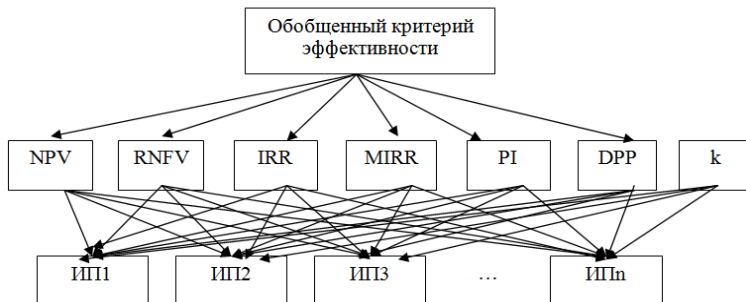 Обобщенный критерий
эффективности
NPV RNFV IRR MIRR PI DPP k
ИП1 ИП2 ИП3 ... ИПn